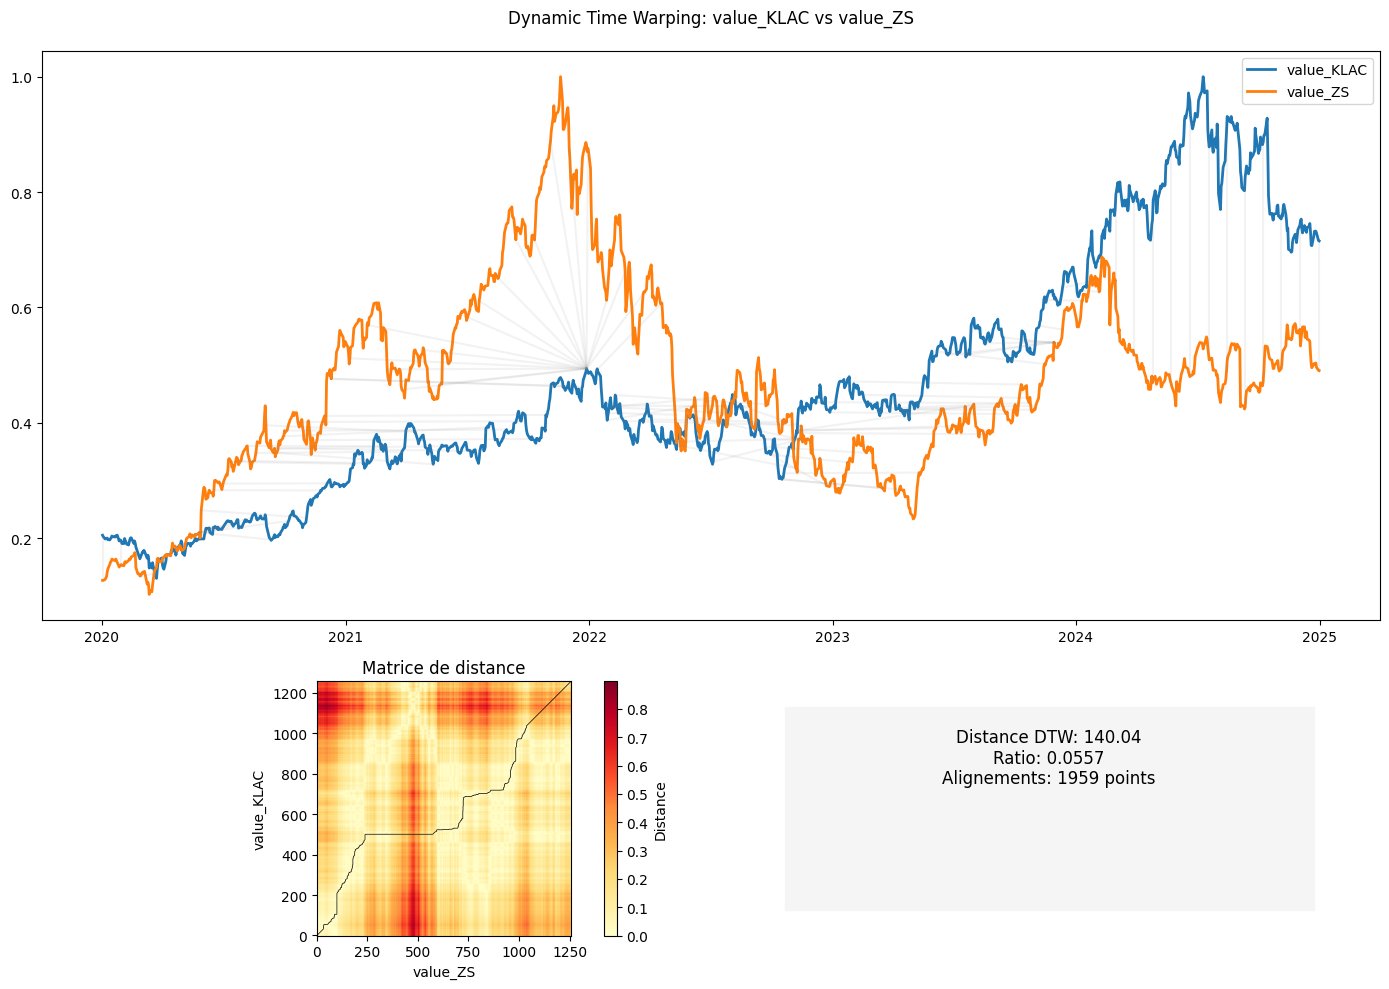 Dynamic Time Warping: value_KLAC vs value_ZS
value_KLAC
value_ZS
1.0
0.8
0.6
0.4
0.2
2020 2021 2022 2023 2024 2025
Matrice de distance
value_KLAC
1200
1000
800
600
400
200
0
0 250 500 750 1000 1250
value_ZS
0.8
0.7
0.6
0.5
0.4
0.3
0.2
0.1
0.0
Distance
Distance DTW: 140.04
Ratio: 0.0557
Alignements: 1959 points